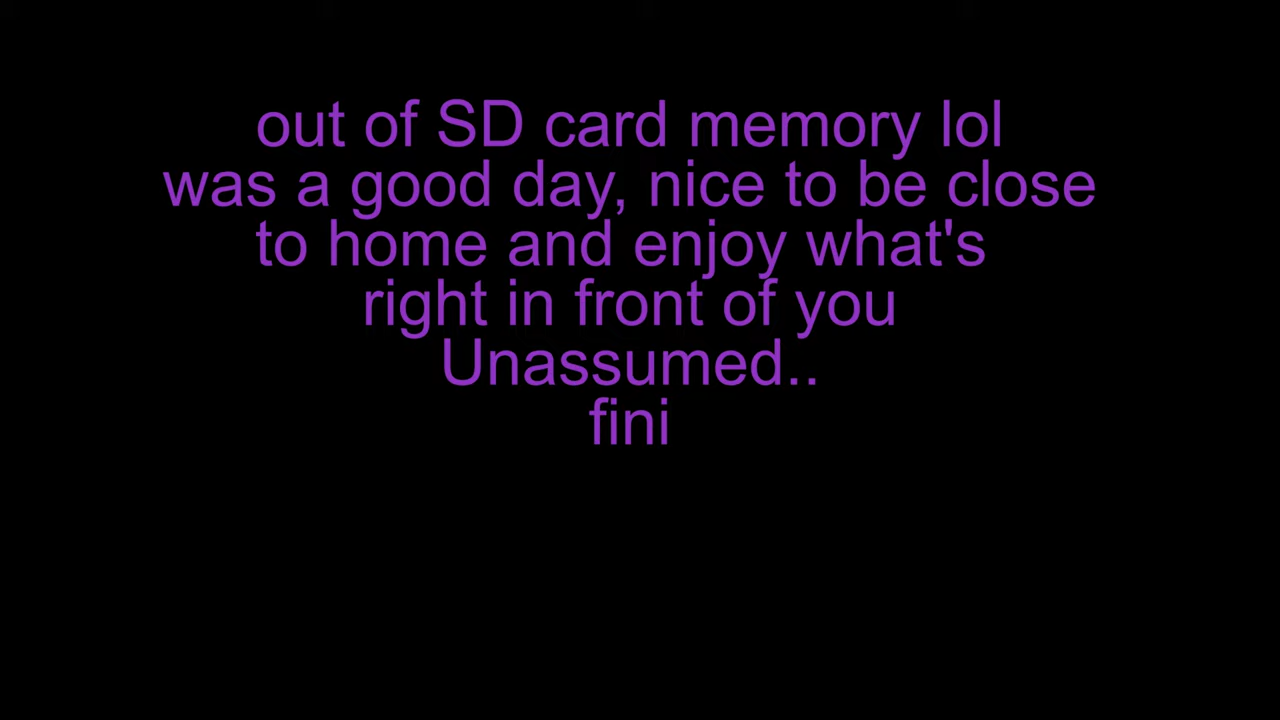 out of SD card memory lol
was a good day, nice to be close
to home and enjoy what's
right in front of you
Unassumed..
fini